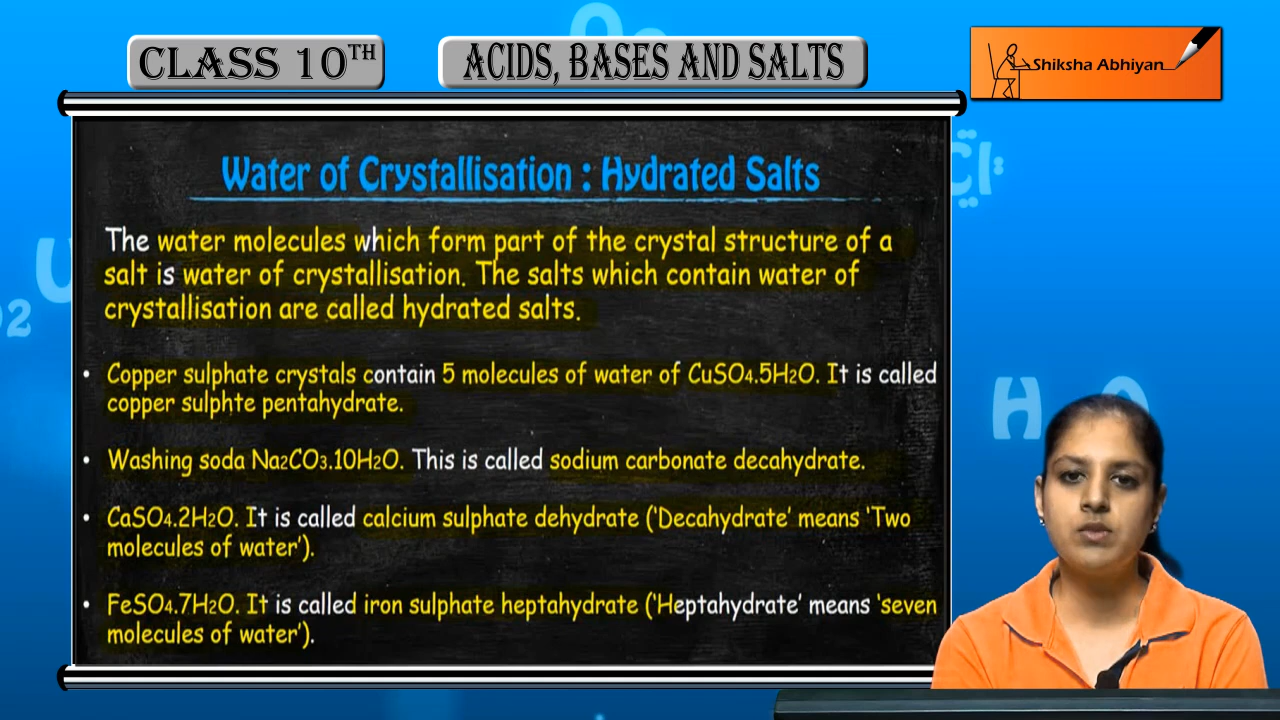 CLASS 10TH
ACIDS, BASES AND SALTS
Shiksha Abhiyan
Water of Crystallisation : Hydrated Salts
The water molecules which form part of the crystal structure of a
salt is water of crystallisation. The salts which contain water of
crystallisation are called hydrated salts.
• Copper sulphate crystals contain 5 molecules of water of CuSO4.5H2O. It is called
copper sulphte pentahydrate.
• Washing soda Na2CO3.10H2O. This is called sodium carbonate decahydrate.
• CaSO4.2H2O. It is called calcium sulphate dehydrate (‘Decahydrate’ means ‘Two
molecules of water’).
• FeSO4.7H2O. It is called iron sulphate heptahydrate (‘Heptahydrate’ means ‘seven
molecules of water’).